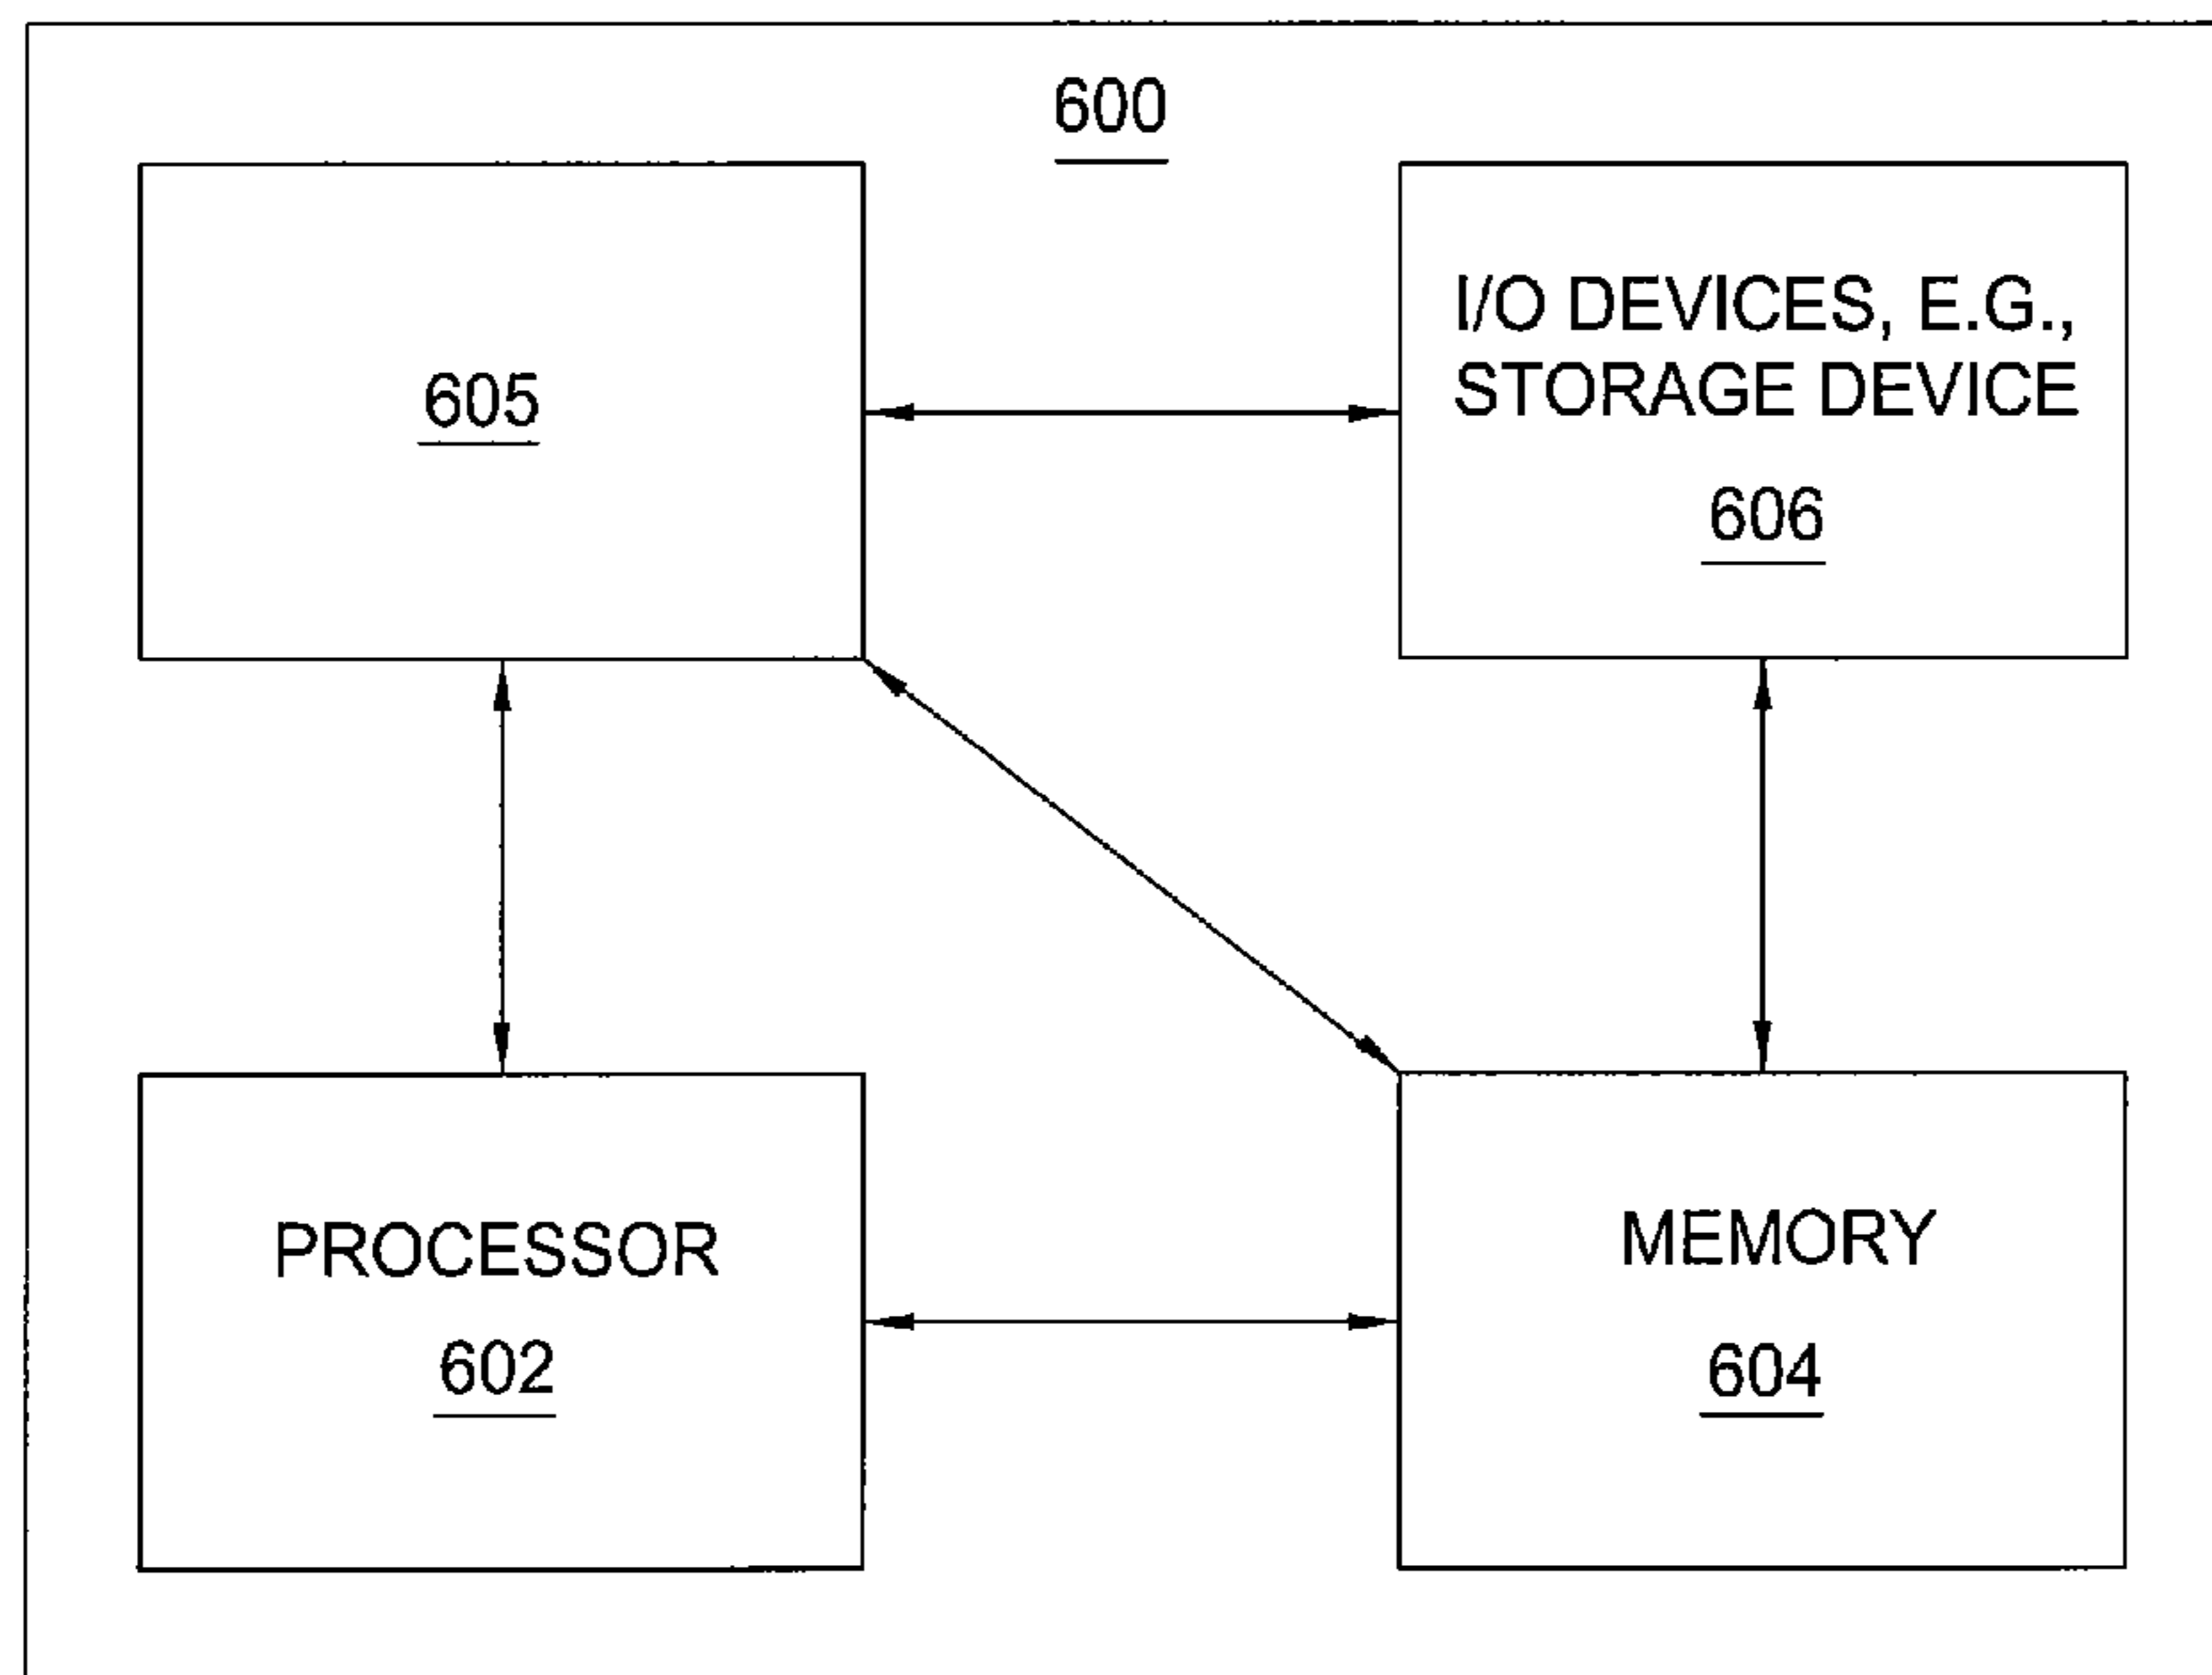 600
605
I/O DEVICES, E.G.,
STORAGE DEVICE
606
PROCESSOR
602
MEMORY
604